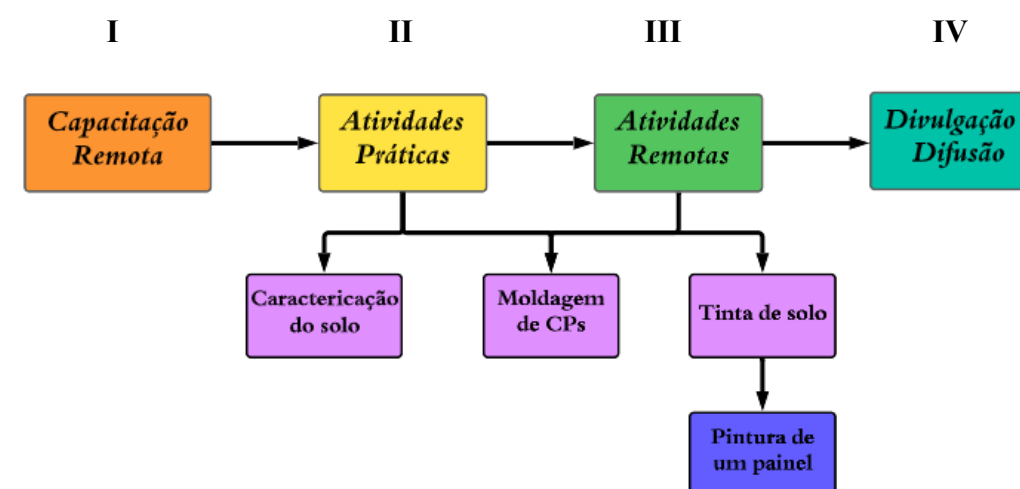 I
II
III
IV
Capacitação
Remota
Atividades
Práticas
Atividades
Remotas
Divulgação
Difusão
Caractericação
do solo
Moldagem
de CPs
Tinta de solo
Pintura de
um painel